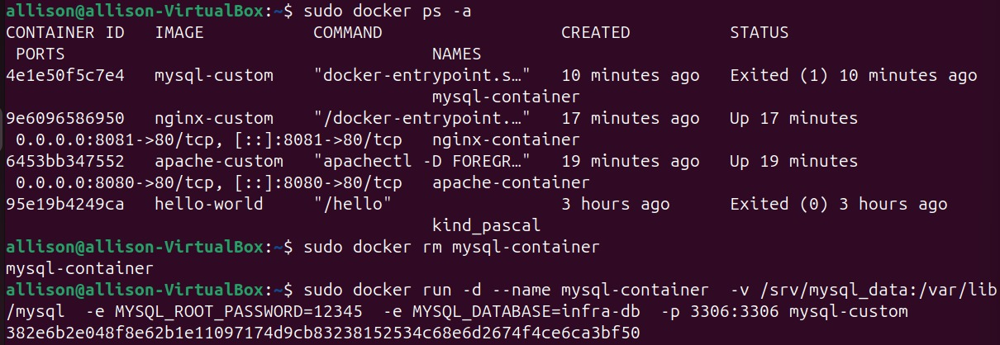 allison@allison-VirtualBox:~$ sudo docker ps -a
CONTAINER ID   IMAGE           COMMAND                  CREATED          STATUS
 PORTS                                     NAMES
4e1e50f5c7e4   mysql-custom    "docker-entrypoint.s…"   10 minutes ago   Exited (1) 10 minutes ago
                                           mysql-container
9e6096586950   nginx-custom    "/docker-entrypoint.…"   17 minutes ago   Up 17 minutes
 0.0.0.0:8081->80/tcp, [::]:8081->80/tcp   nginx-container
6453bb347552   apache-custom   "apachectl -D FOREGR…"   19 minutes ago   Up 19 minutes
 0.0.0.0:8080->80/tcp, [::]:8080->80/tcp   apache-container
95e19b4249ca   hello-world     "/hello"                 3 hours ago      Exited (0) 3 hours ago
                                           kind_pascal
allison@allison-VirtualBox:~$ sudo docker rm mysql-container
mysql-container
allison@allison-VirtualBox:~$ sudo docker run -d --name mysql-container  -v /srv/mysql_data:/var/lib
/mysql  -e MYSQL_ROOT_PASSWORD=12345  -e MYSQL_DATABASE=infra-db  -p 3306:3306 mysql-custom
382e6b2e048f8e62b1e11097174d9cb83238152534c68e6d2674f4ce6ca3bf50